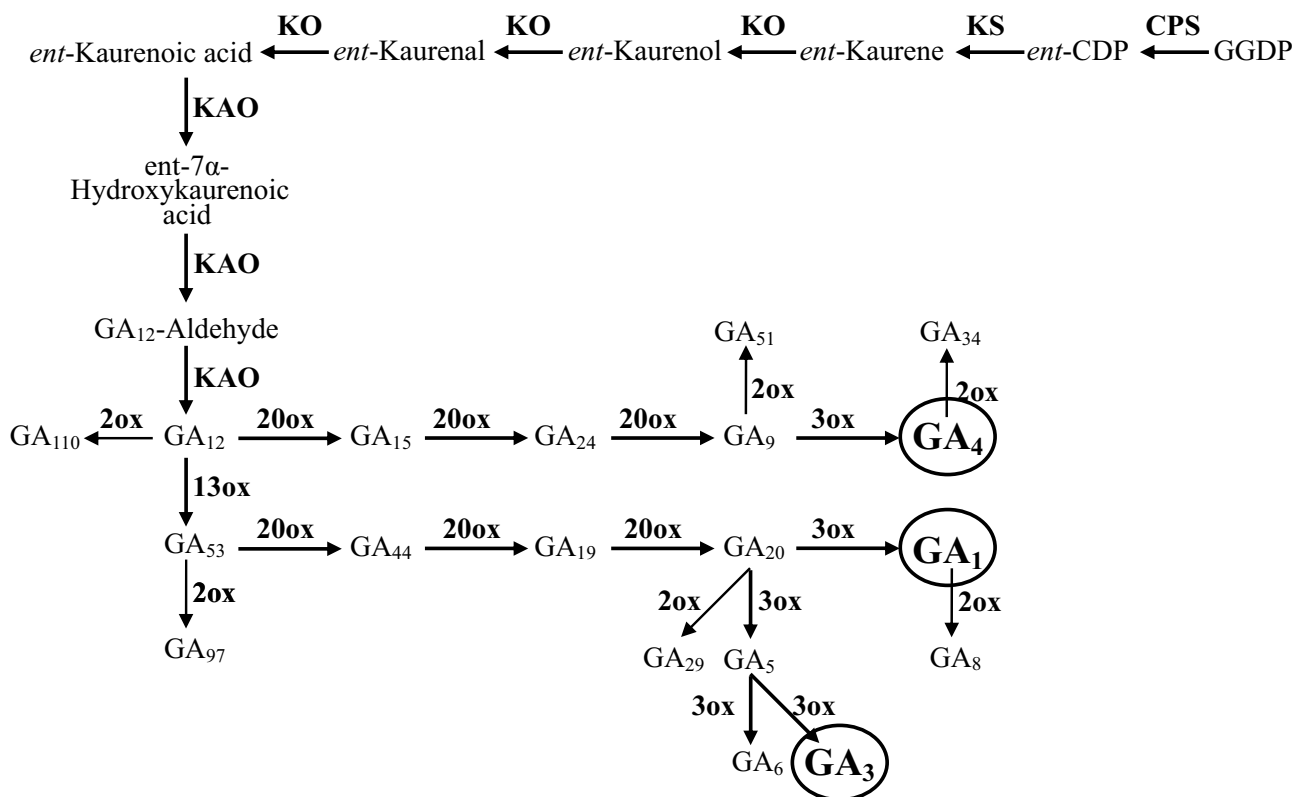 KO KO KO KS CPS
ent-Kaurenoic acid ent-Kaurenal ent-Kaurenol ent-Kaurene ent-CDP GGDP
KAO
ent-7α-
Hydroxykaurenoic
acid
KAO
GA₁₂-Aldehyde GA₅₁ GA₃₄
KAO 2ox 2ox
2ox 20ox 20ox 20ox 3ox
GA₁₁₀ GA₁₂ GA₁₅ GA₂₄ GA₉ GA₄
13ox
20ox 20ox 20ox 3ox
GA₅₃ GA₄₄ GA₁₉ GA₂₀ GA₁
2ox 2ox 3ox 2ox
GA₉₇ GA₂₉ GA₅ GA₈
3ox 3ox
GA₆ GA₃